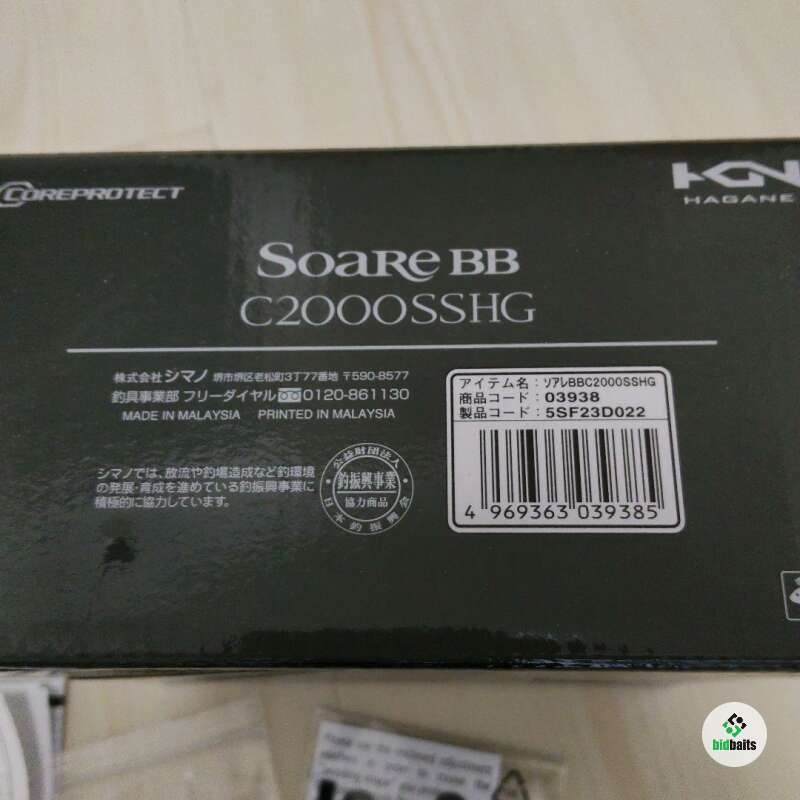 COREPROTECT
HGN
HAGANE
SOARE BB
C2000SSHG
株式会社シマノ 堺市堺区老松町3丁77番地 〒590-8577
釣具事業部 フリーダイヤル 0120-861130
MADE IN MALAYSIA PRINTED IN MALAYSIA
シマノでは、放流や釣場造成など釣環境
の発展・育成を進めている釣振興事業に
積極的に協力しています。
公益財団法人
釣振興事業
協力商品
日本釣振興会
アイテム名：ソアレBBC2000SSHG
商品コード：03938
製品コード：5SF23D022
4 969363 039385
bidbaits